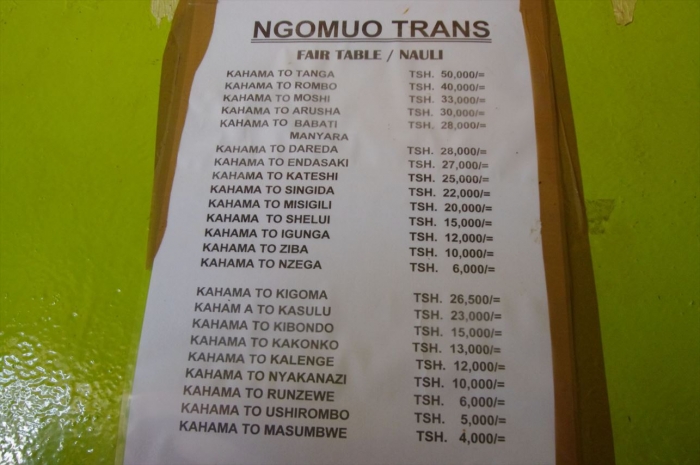 NGOMUO TRANS
FAIR TABLE / NAULI
KAHAMA TO TANGA TSH. 50,000/=
KAHAMA TO ROMBO TSH. 40,000/=
KAHAMA TO MOSHI TSH. 33,000/=
KAHAMA TO ARUSHA TSH. 30,000/=
KAHAMA TO BABATI TSH. 28,000/=
MANYARA
KAHAMA TO DAREDA TSH. 28,000/=
KAHAMA TO ENDASAKI TSH. 27,000/=
KAHAMA TO KATESHI TSH. 25,000/=
KAHAMA TO SINGIDA TSH. 22,000/=
KAHAMA TO MISIGILI TSH. 20,000/=
KAHAMA TO SHELUI TSH. 15,000/=
KAHAMA TO IGUNGA TSH. 12,000/=
KAHAMA TO ZIBA TSH. 10,000/=
KAHAMA TO NZEGA TSH. 6,000/=
KAHAMA TO KIGOMA TSH. 26,500/=
KAHAM A TO KASULU TSH. 23,000/=
KAHAMA TO KIBONDO TSH. 15,000/=
KAHAMA TO KAKONKO TSH. 13,000/=
KAHAMA TO KALENGE TSH. 12,000/=
KAHAMA TO NYAKANAZI TSH. 10,000/=
KAHAMA TO RUNZEWE TSH. 6,000/=
KAHAMA TO USHIROMBO TSH. 5,000/=
KAHAMA TO MASUMBWE TSH. 4,000/=